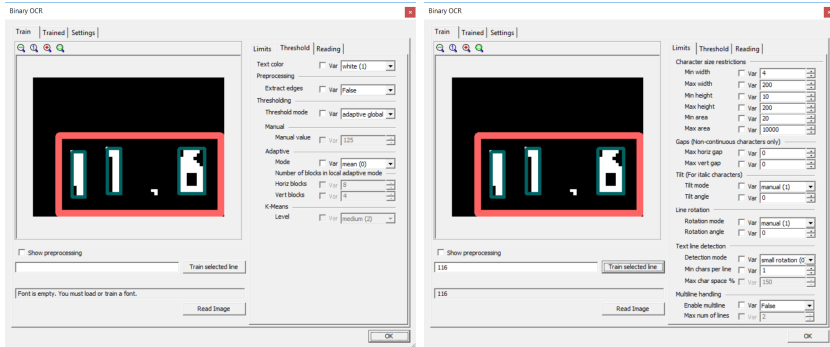 Binary OCR
Train Trained Settings
Limits Threshold Reading
Text color Var white (1)
Preprocessing
Extract edges Var False
Thresholding
Threshold mode Var adaptive global
Manual
Manual value Var 125
Adaptive
Mode Var mean (0)
Number of blocks in local adaptive mode
Horiz blocks Var 8
Vert blocks Var 4
K-Means
Level Var medium (2)
116
Show preprocessing
Train selected line
Font is empty. You must load or train a font.
Read Image
OK
Binary OCR
Train Trained Settings
Limits Threshold Reading
Character size restrictions
Min width Var 4
Max width Var 200
Min height Var 10
Max height Var 200
Min area Var 20
Max area Var 10000
Gaps (Non-continuous characters only)
Max horiz gap Var 0
Max vert gap Var 0
Tilt (For italic characters)
Tilt mode Var manual (1)
Tilt angle Var 0
Line rotation
Rotation mode Var manual (1)
Rotation angle Var 0
Text line detection
Detection mode Var small rotation (0
Min chars per line Var 1
Max char space % Var 150
Multiline handling
Enable multiline Var False
Max num of lines Var 2
116
Show preprocessing
116 Train selected line
116
Read Image
OK